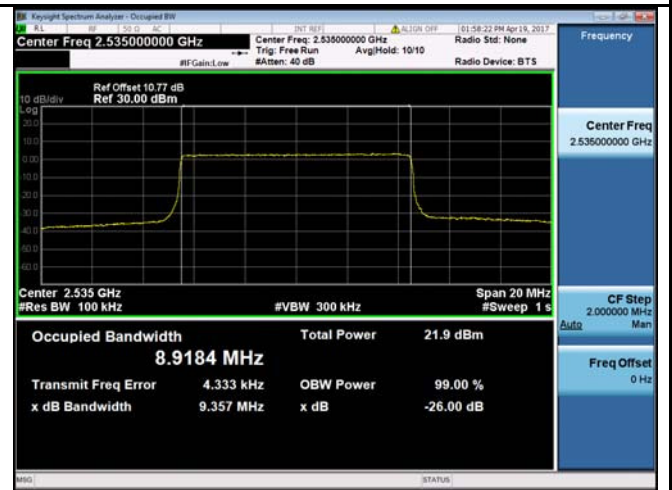 Keysight Spectrum Analyzer - Occupied BW
RL RF 50 Ω AC INT REF ALIGN OFF 01:58:22 PM Apr 19, 2017
Center Freq 2.535000000 GHz Center Freq: 2.535000000 GHz Radio Std: None Frequency
Trig: Free Run Avg|Hold: 10/10
#IFGain:Low #Atten: 40 dB Radio Device: BTS
Ref Offset 10.77 dB
10 dB/div Ref 30.00 dBm
Log
20.0
10.0
0.00
10.0
20.0
30.0
40.0
50.0
60.0
Center Freq
2.535000000 GHz
Center 2.535 GHz Span 20 MHz
#Res BW 100 kHz #VBW 300 kHz #Sweep 1 s
CF Step
2.000000 MHz
Auto Man
Occupied Bandwidth Total Power 21.9 dBm
8.9184 MHz
Transmit Freq Error 4.333 kHz OBW Power 99.00 %
x dB Bandwidth 9.357 MHz x dB -26.00 dB
Freq Offset
0 Hz
MSG STATUS